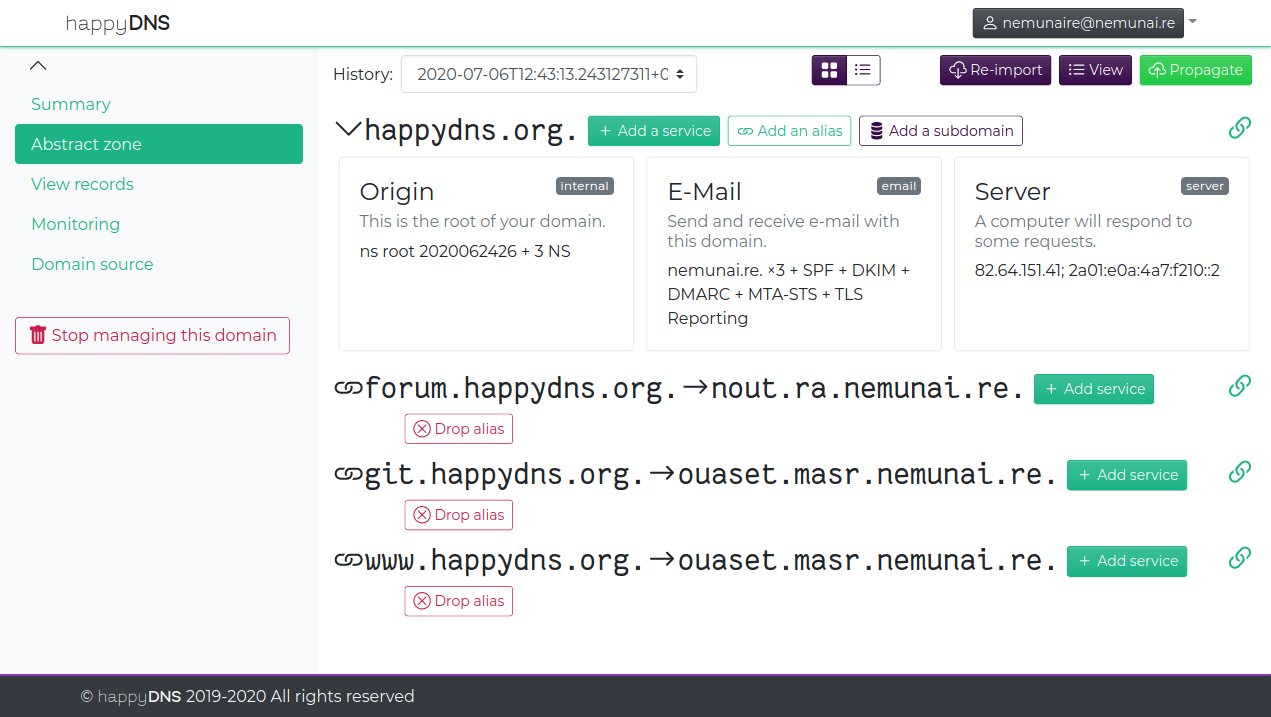 happyDNS
nemunaire@nemunai.re
Summary
Abstract zone
View records
Monitoring
Domain source
Stop managing this domain
History: 2020-07-06T12:43:13.243127311+0
Re-import
View
Propagate
happydns.org.
+ Add a service
Add an alias
Add a subdomain
Origin
internal
This is the root of your domain.
ns root 2020062426 + 3 NS
E-Mail
email
Send and receive e-mail with
this domain.
nemunai.re. ×3 + SPF + DKIM +
DMARC + MTA-STS + TLS
Reporting
Server
server
A computer will respond to
some requests.
82.64.151.41; 2a01:e0a:4a7:f210::2
forum.happydns.org.→nout.ra.nemunai.re.
+ Add service
Drop alias
git.happydns.org.→ouaset.masr.nemunai.re.
+ Add service
Drop alias
www.happydns.org.→ouaset.masr.nemunai.re.
+ Add service
Drop alias
© happyDNS 2019-2020 All rights reserved